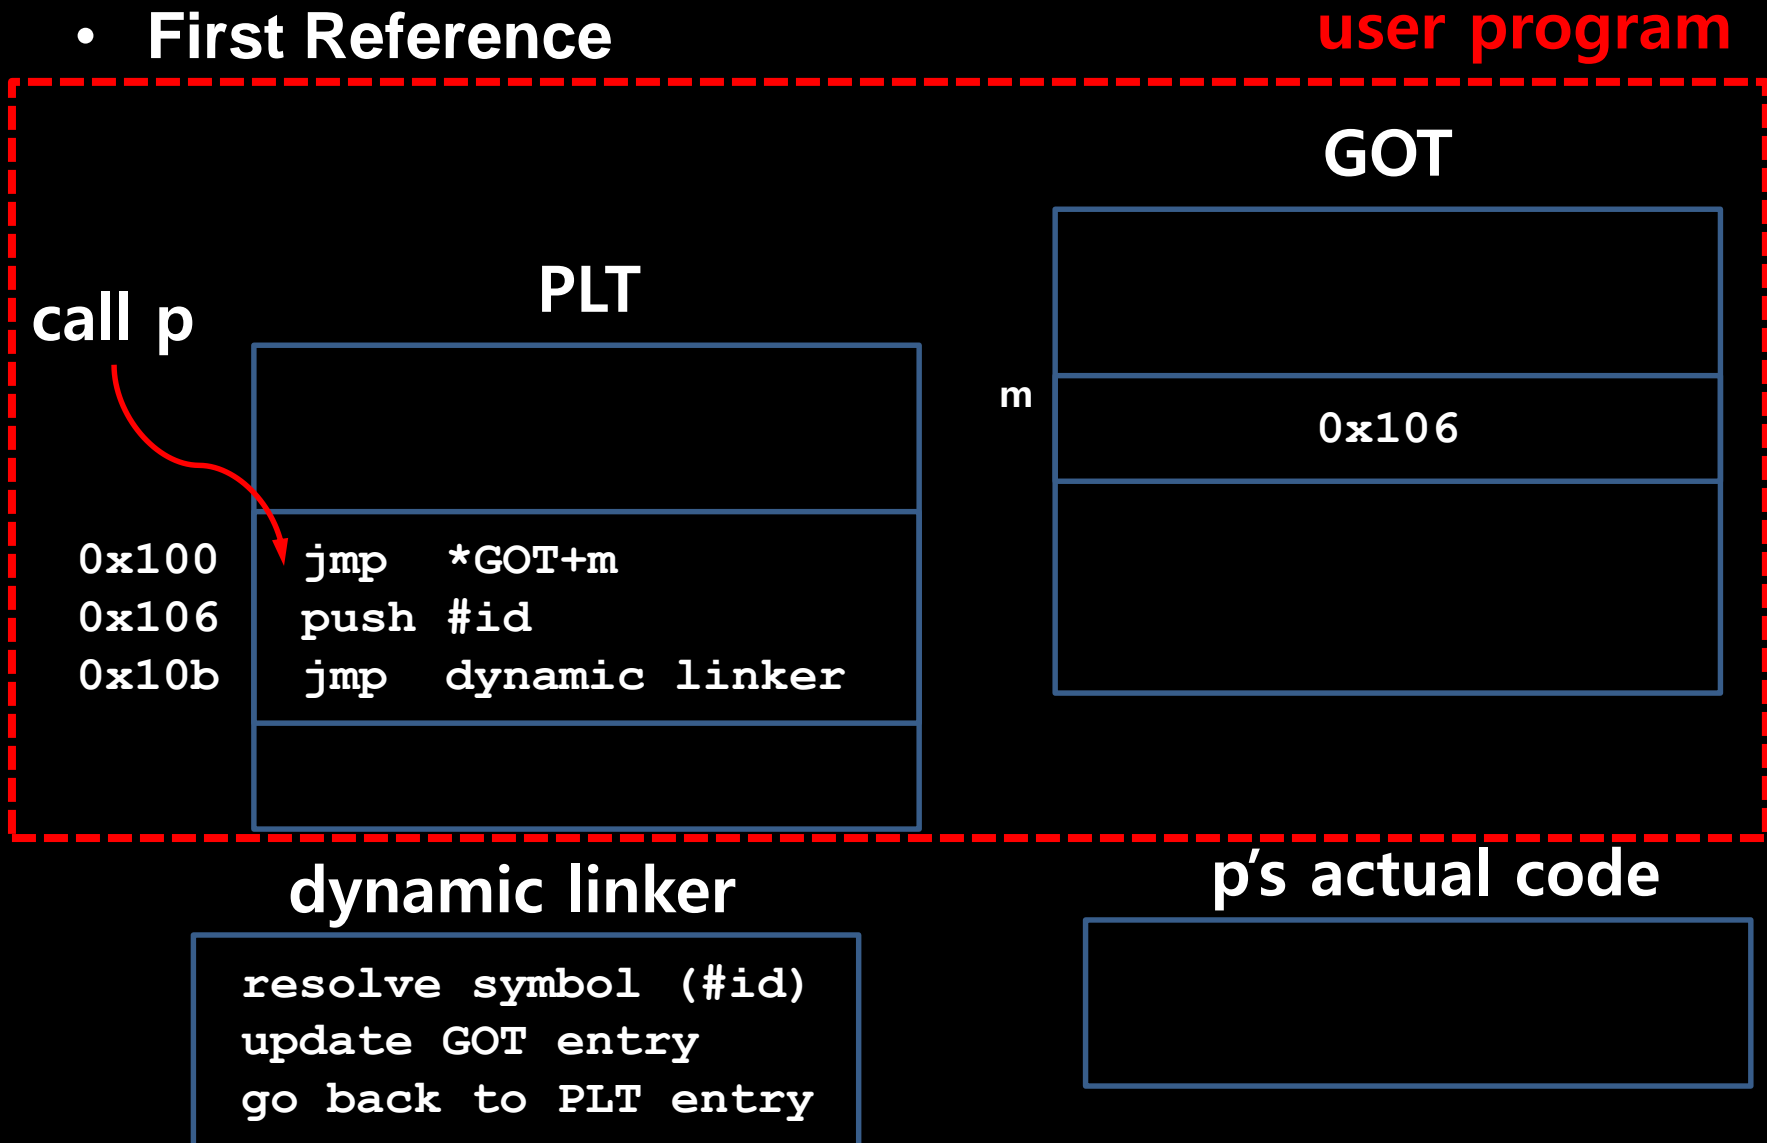 • First Reference
user program
GOT
PLT
call p
m
0x106
0x100 jmp *GOT+m
0x106 push #id
0x10b jmp dynamic linker
dynamic linker
p’s actual code
resolve symbol (#id)
update GOT entry
go back to PLT entry